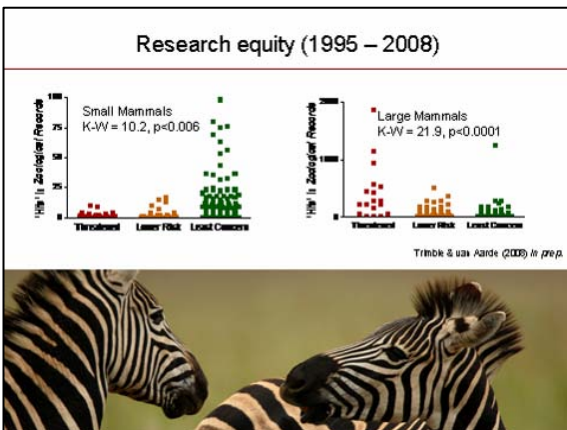 Research equity (1995 – 2008)
100
75
50
25
0
'Hits' in Zoological Records
Small Mammals
K-W = 10.2, p<0.006
Threatened
Lower Risk
Least Concern
2000
1000
0
'Hits' in Zoological Records
Large Mammals
K-W = 21.9, p<0.0001
Threatened
Lower Risk
Least Concern
Trimble & van Aarde (2008) In prep.